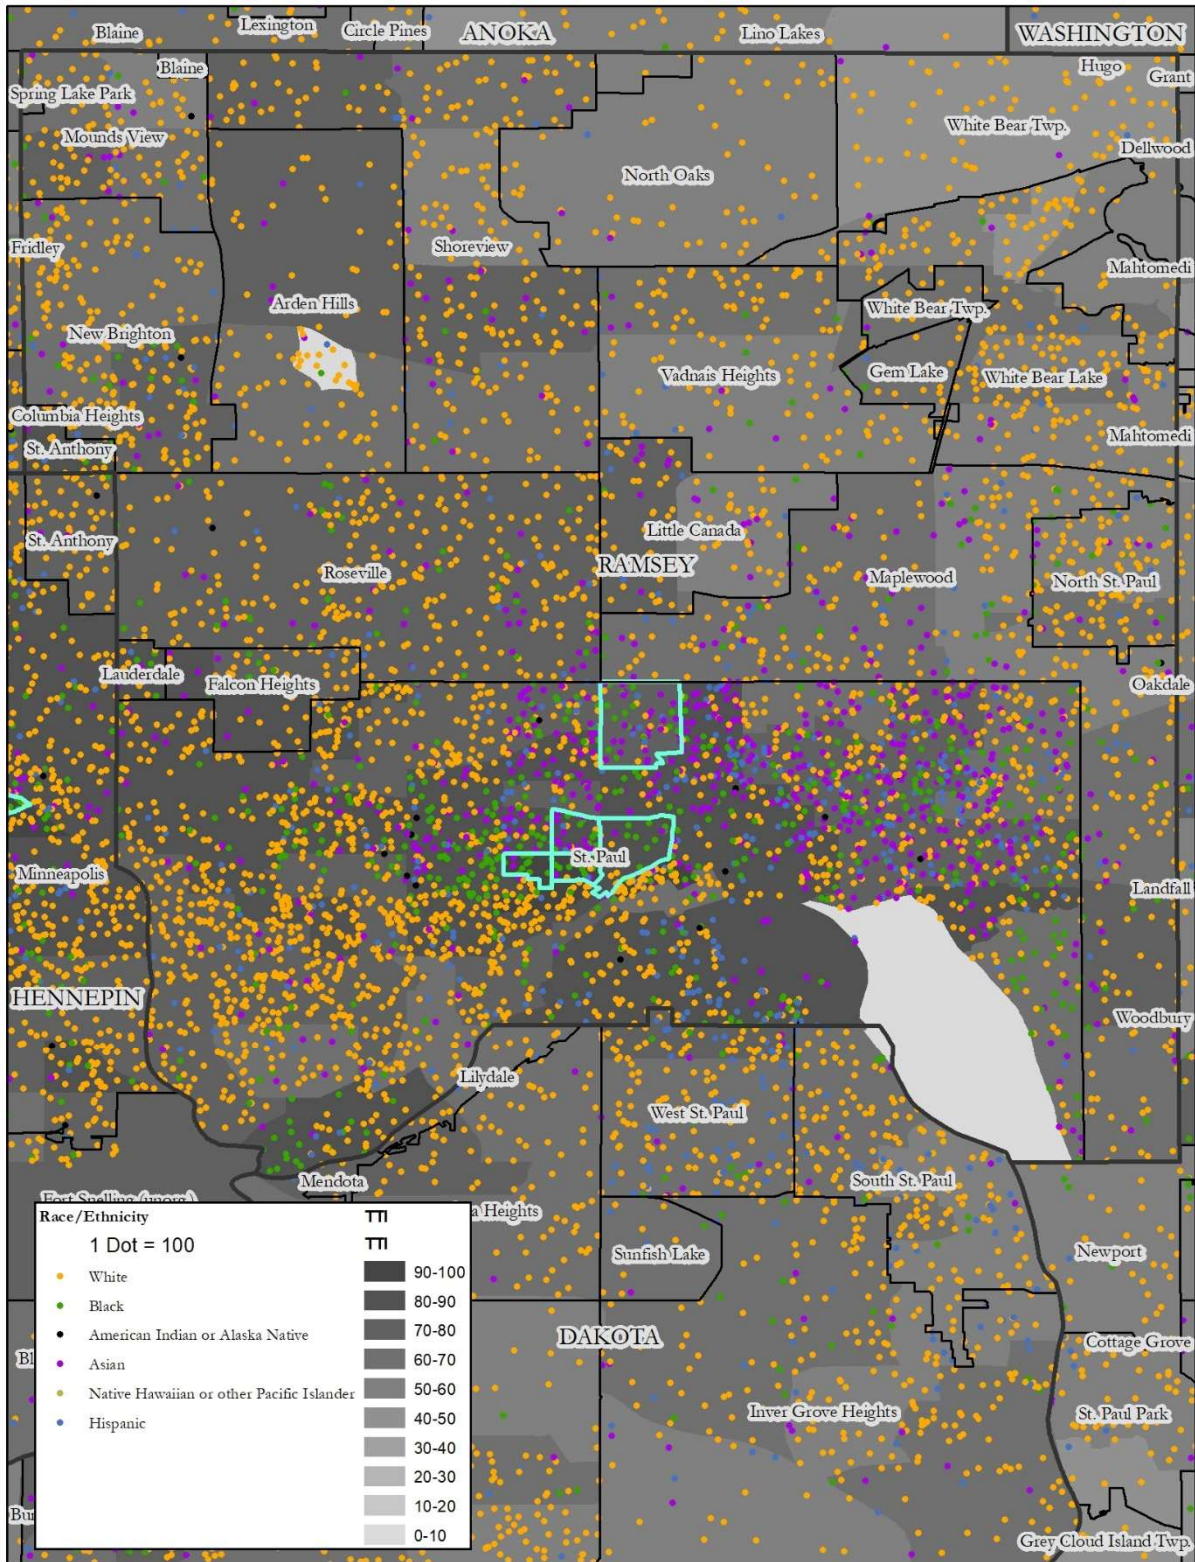 Blaine
Lexington
Circle Pines
ANOKA
Lino Lakes
WASHINGTON
Blaine
Hugo
Grant
Spring Lake Park
Mounds View
White Bear Twp.
Dellwood
North Oaks
Fridley
Shoreview
Mahtomedi
Arden Hills
White Bear Twp.
New Brighton
Vadnais Heights
Gem Lake
White Bear Lake
Columbia Heights
St. Anthony
Mahtomedi
St. Anthony
Little Canada
Roseville
RAMSEY
Maplewood
North St. Paul
Lauderdale
Falcon Heights
Oakdale
St. Paul
Minneapolis
Landfall
HENNEPIN
Woodbury
Lilydale
West St. Paul
Mendota
South St. Paul
Fort Snelling (unorg.)
a Heights
Sunfish Lake
Newport
DAKOTA
Cottage Grove
Bl
Inver Grove Heights
St. Paul Park
Bur
Grey Cloud Island Twp.
Race/Ethnicity
1 Dot = 100
White
Black
American Indian or Alaska Native
Asian
Native Hawaiian or other Pacific Islander
Hispanic
TTI
TTI
90-100
80-90
70-80
60-70
50-60
40-50
30-40
20-30
10-20
0-10